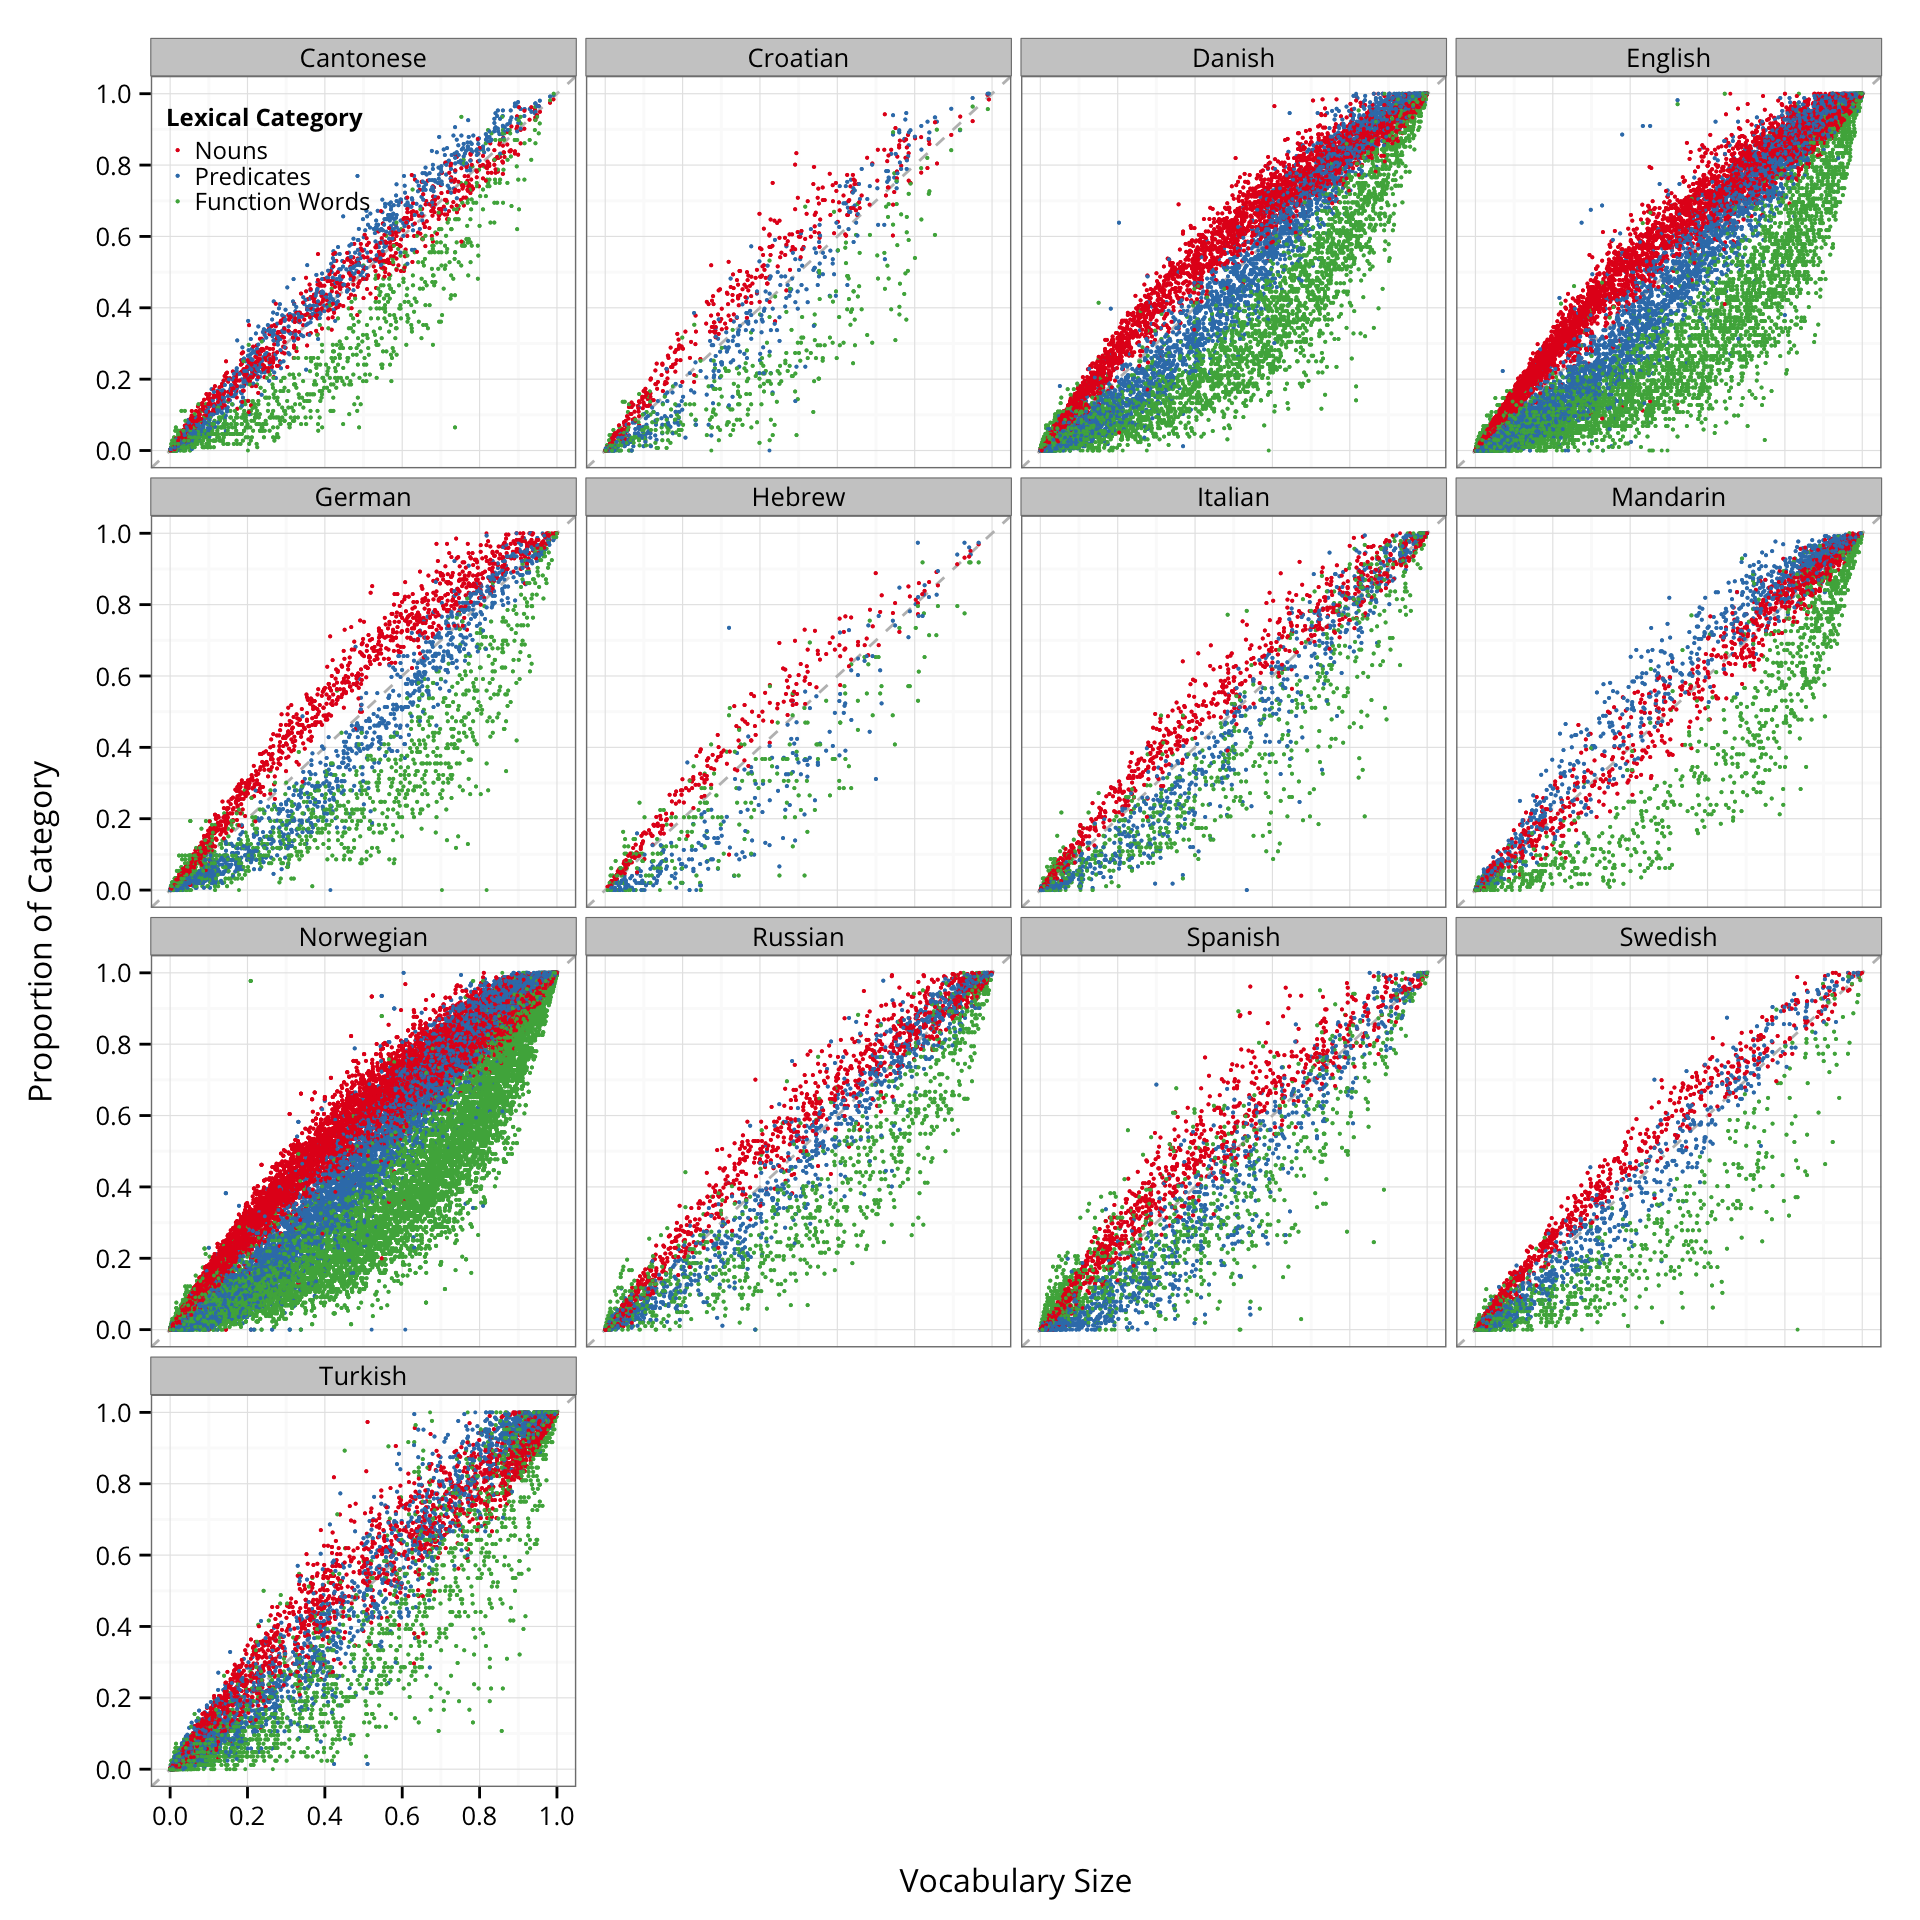 Cantonese
Croatian
Danish
English
Lexical Category
Nouns
Predicates
Function Words
1.0
0.8
0.6
0.4
0.2
0.0
German
Hebrew
Italian
Mandarin
1.0
0.8
0.6
0.4
0.2
0.0
Norwegian
Russian
Spanish
Swedish
1.0
0.8
0.6
0.4
0.2
0.0
Turkish
1.0
0.8
0.6
0.4
0.2
0.0
0.0 0.2 0.4 0.6 0.8 1.0
Proportion of Category
Vocabulary Size